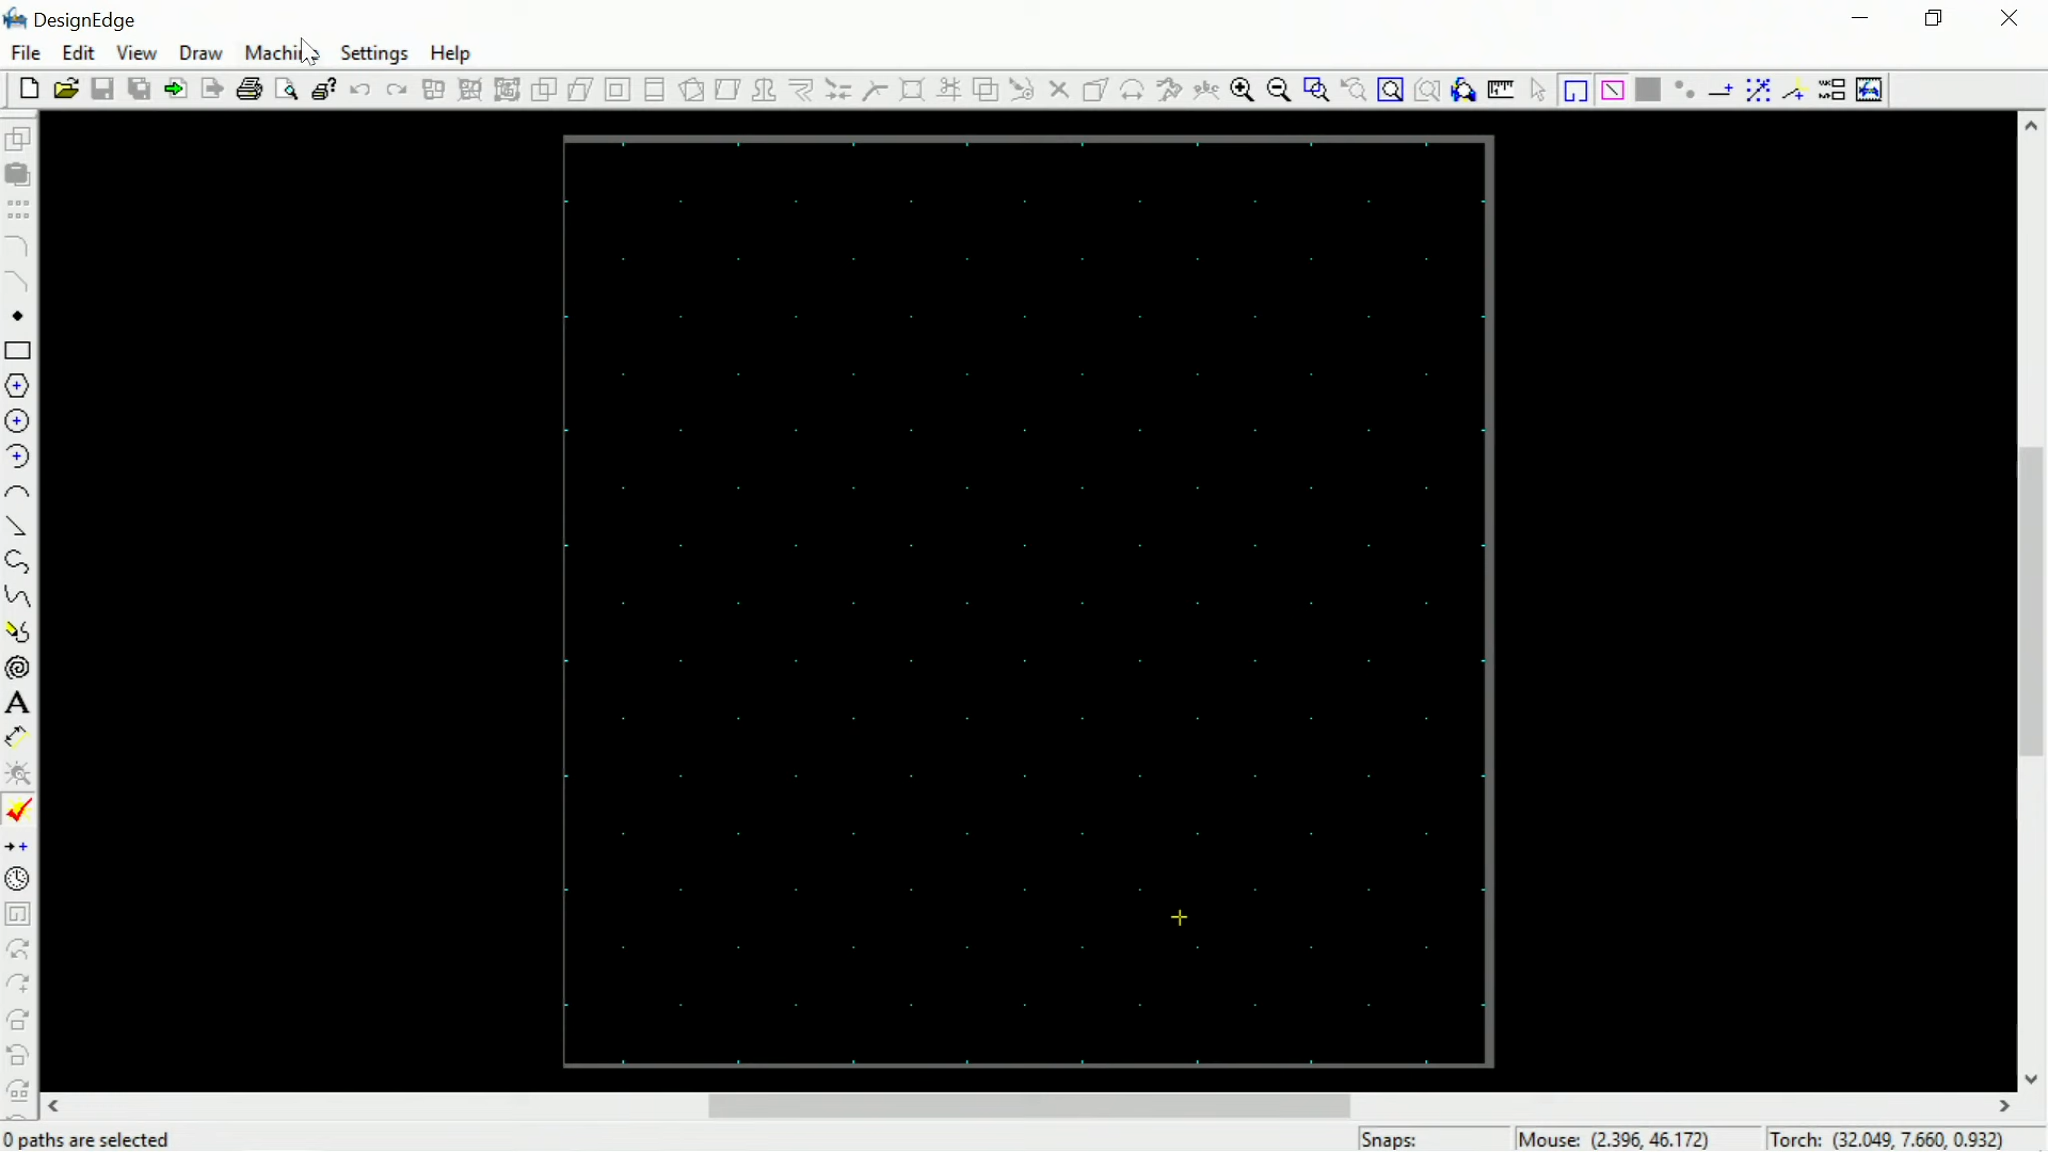 DesignEdge
File Edit View Draw Machine Settings Help
A
0 paths are selected Snaps: Mouse: (2.396, 46.172) Torch: (32.049, 7.660, 0.932)